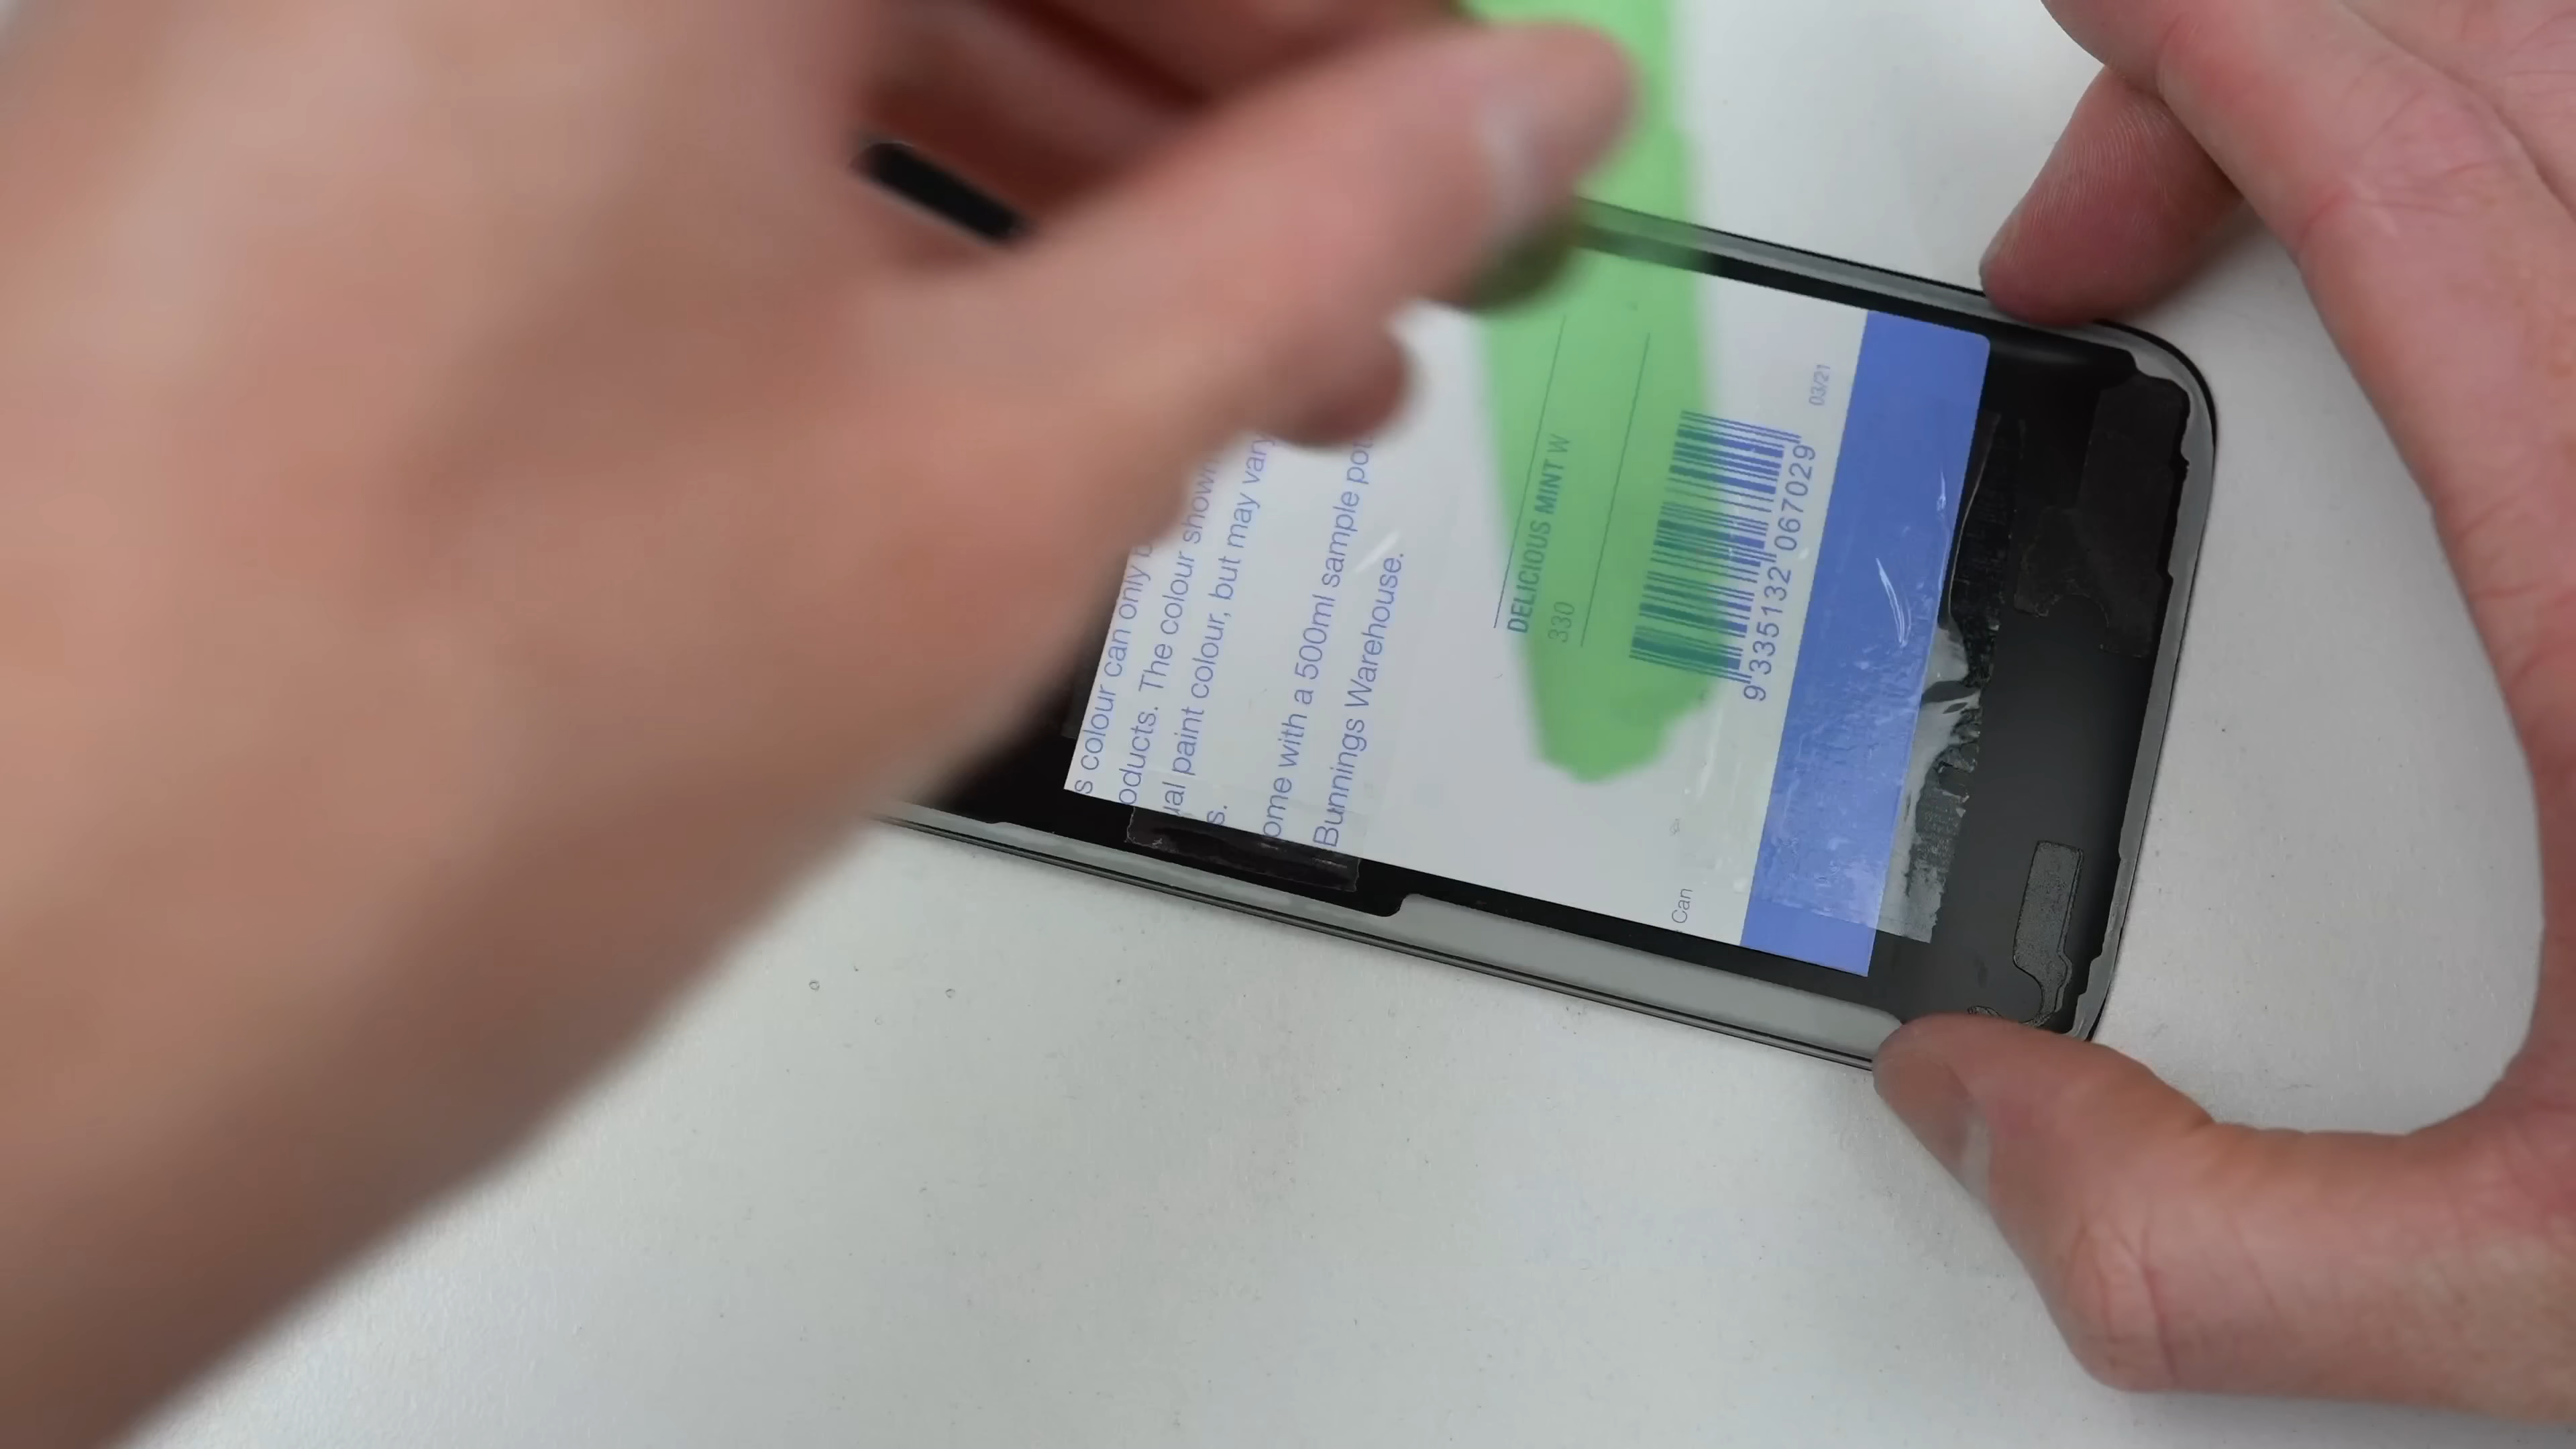 s colour can only b
oducts. The colour shown
ual paint colour, but may vary
s.
ome with a 500ml sample pot.
Bunnings Warehouse.
DELICIOUS MINT W
330
9 335132 067029
03/21
Can